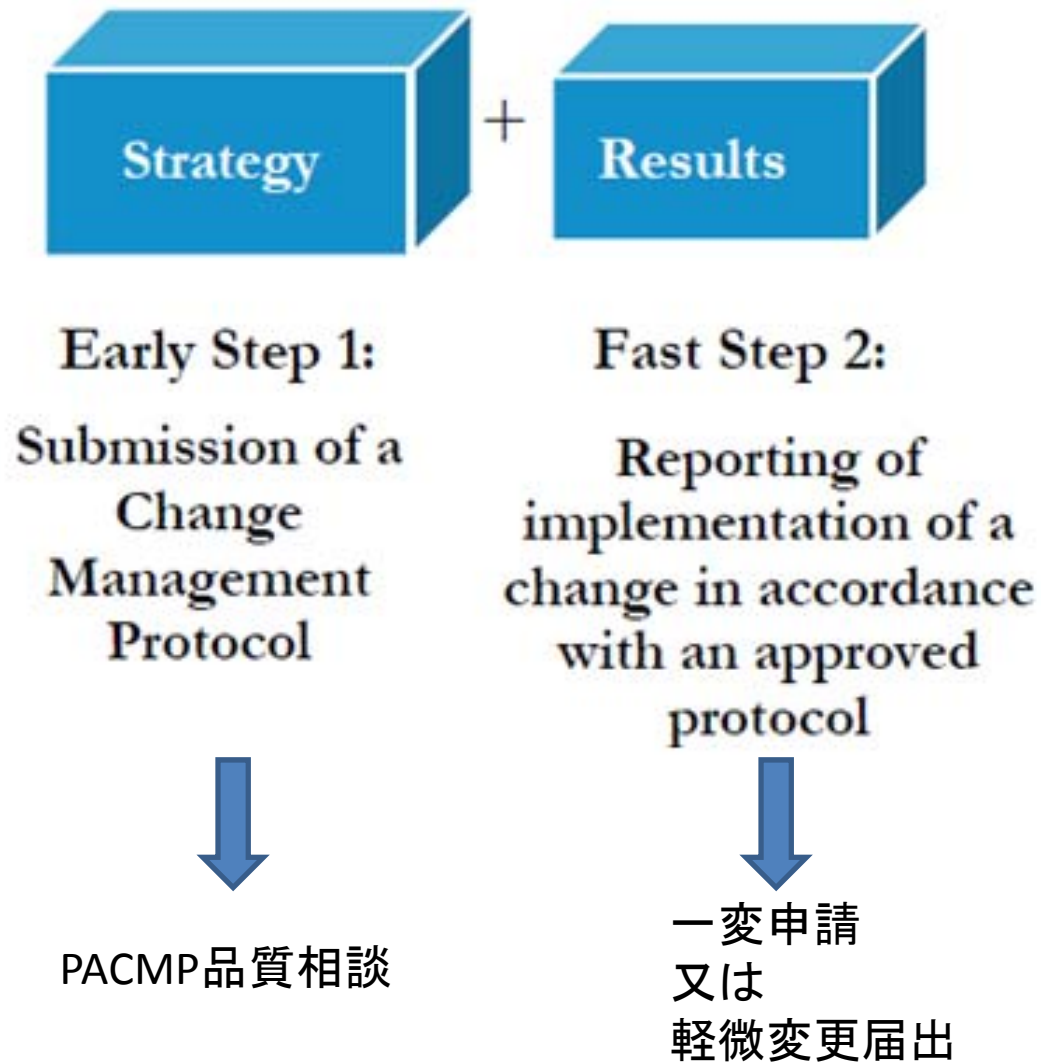 Strategy
+
Results
Early Step 1:
Submission of a
Change
Management
Protocol
Fast Step 2:
Reporting of
implementation of a
change in accordance
with an approved
protocol
PACMP品質相談
一変申請
又は
軽微変更届出